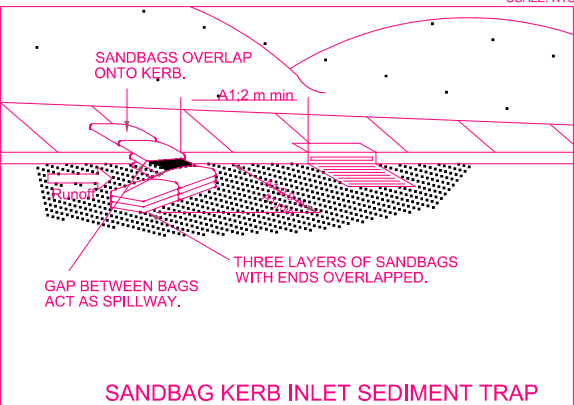 SANDBAGS OVERLAP
ONTO KERB.
A1;2 m min
Runoff
THREE LAYERS OF SANDBAGS
WITH ENDS OVERLAPPED.
GAP BETWEEN BAGS
ACT AS SPILLWAY.
SANDBAG KERB INLET SEDIMENT TRAP